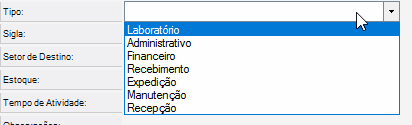 Tipo:
Laboratório
Sigla:
Administrativo
Financeiro
Setor de Destino:
Recebimento
Estoque:
Expedição
Manutenção
Tempo de Atividade:
Recepção